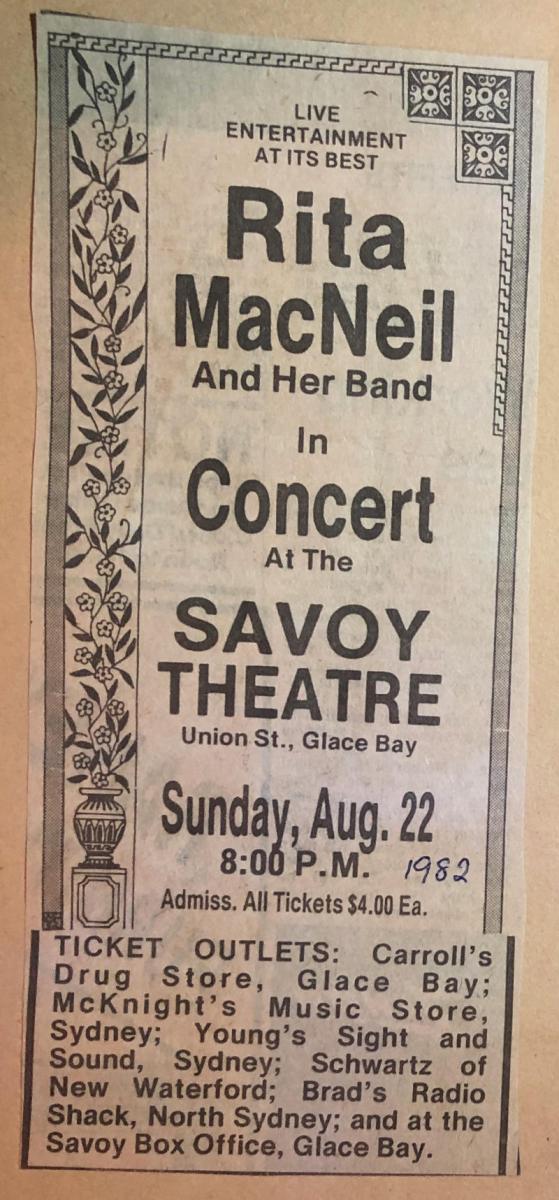 LIVE
ENTERTAINMENT
AT ITS BEST
Rita
MacNeil
And Her Band
In
Concert
At The
SAVOY
THEATRE
Union St., Glace Bay
Sunday, Aug. 22
8:00 P.M. 1982
Admiss. All Tickets $4.00 Ea.
TICKET OUTLETS: Carroll's
Drug Store, Glace Bay;
McKnight's Music Store,
Sydney; Young's Sight and
Sound, Sydney; Schwartz of
New Waterford; Brad's Radio
Shack, North Sydney; and at the
Savoy Box Office, Glace Bay.